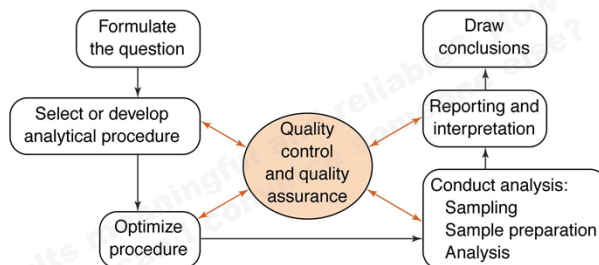 Formulate
the question
Select or develop
analytical procedure
Optimize
procedure
Quality
control
and quality
assurance
Draw
conclusions
Reporting and
interpretation
Conduct analysis:
Sampling
Sample preparation
Analysis